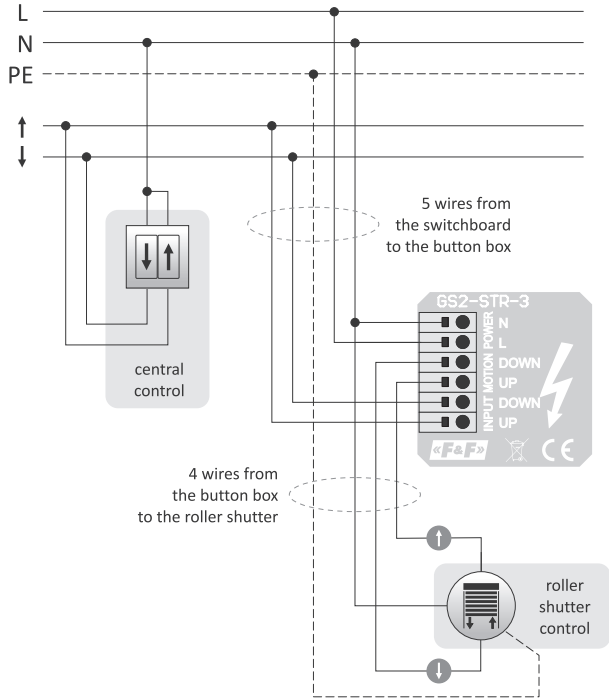 L
N
PE
↑
↓
5 wires from
the switchboard
to the button box
↓ ↑
central
control
GS2-STR-3
POWER
N
L
MOTION
DOWN
UP
INPUT
DOWN
UP
«F&F»
CE
4 wires from
the button box
to the roller shutter
↑
roller
shutter
control
↓ ↑
↓